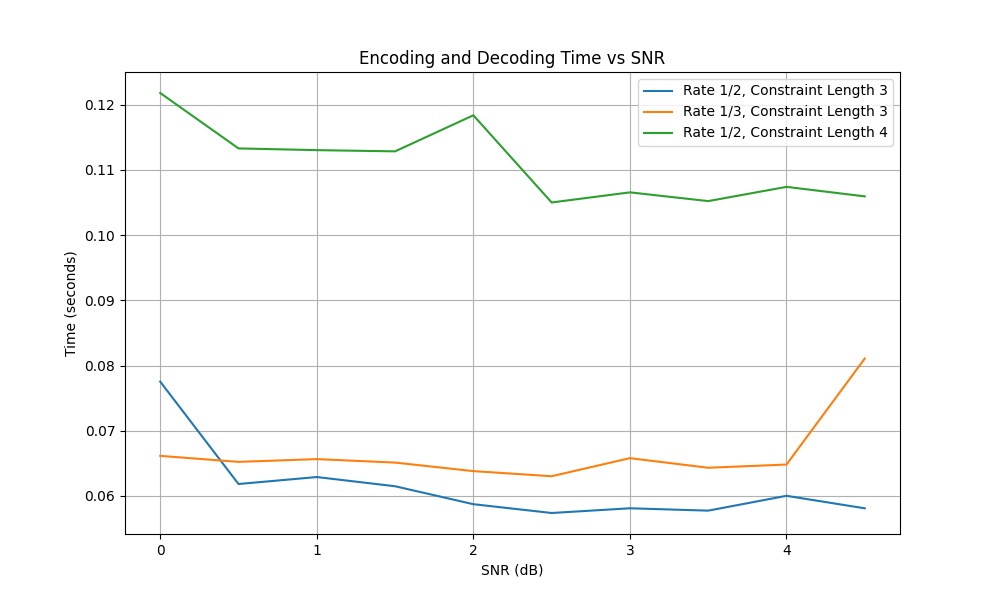 Encoding and Decoding Time vs SNR
Rate 1/2, Constraint Length 3
Rate 1/3, Constraint Length 3
Rate 1/2, Constraint Length 4
Time (seconds)
0.12
0.11
0.10
0.09
0.08
0.07
0.06
0 1 2 3 4
SNR (dB)